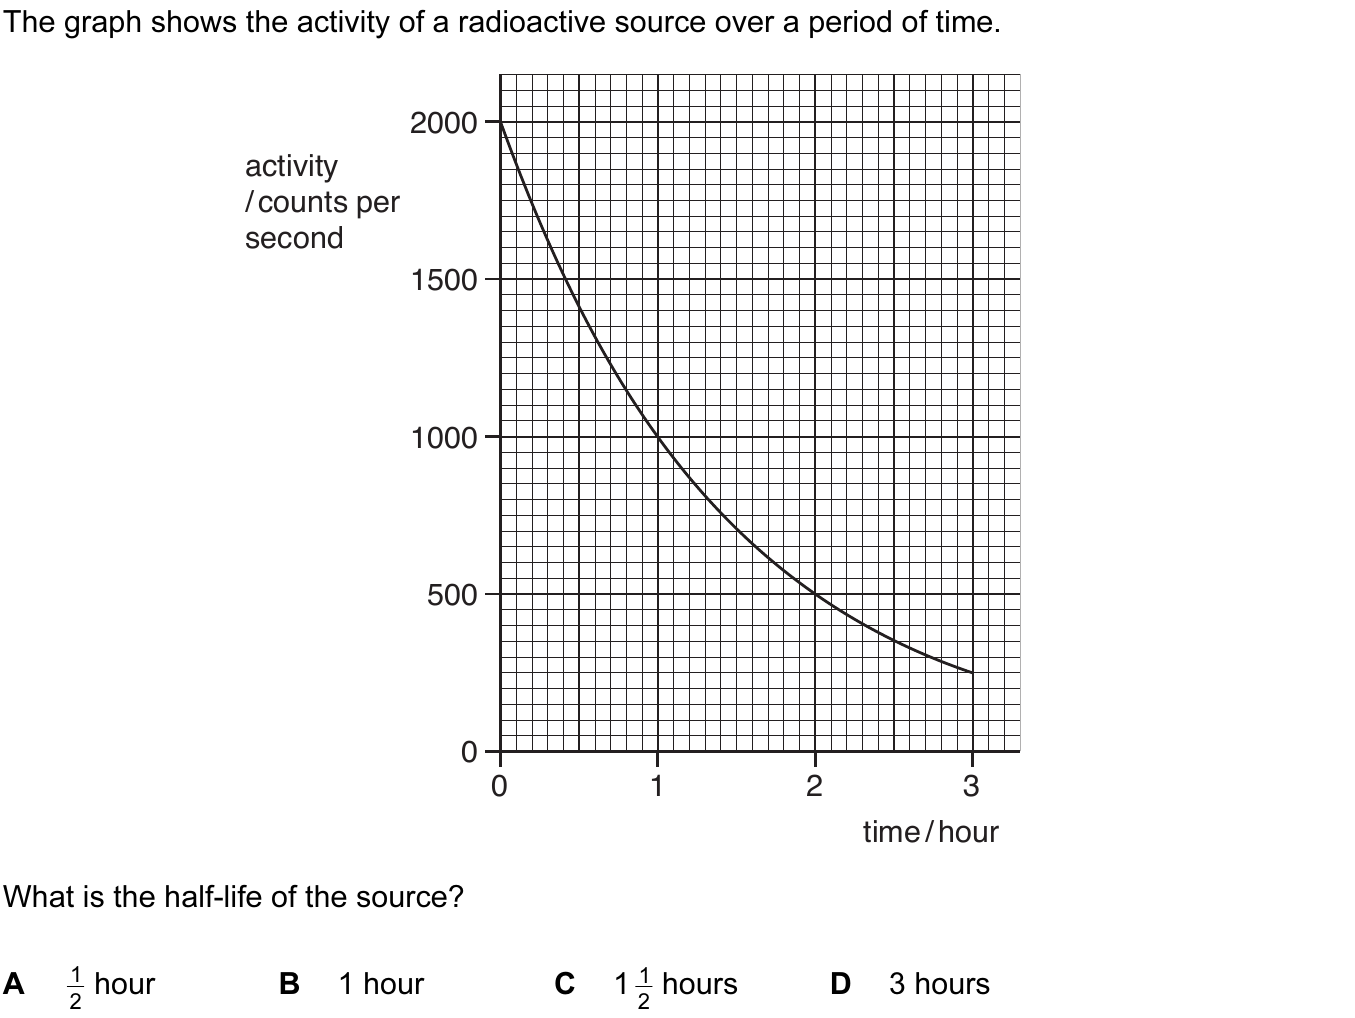 The graph shows the activity of a radioactive source over a period of time.
2000
activity
/ counts per
second
1500
1000
500
0
0 1 2 3
time / hour
What is the half-life of the source?
A 1/2 hour B 1 hour C 1 1/2 hours D 3 hours